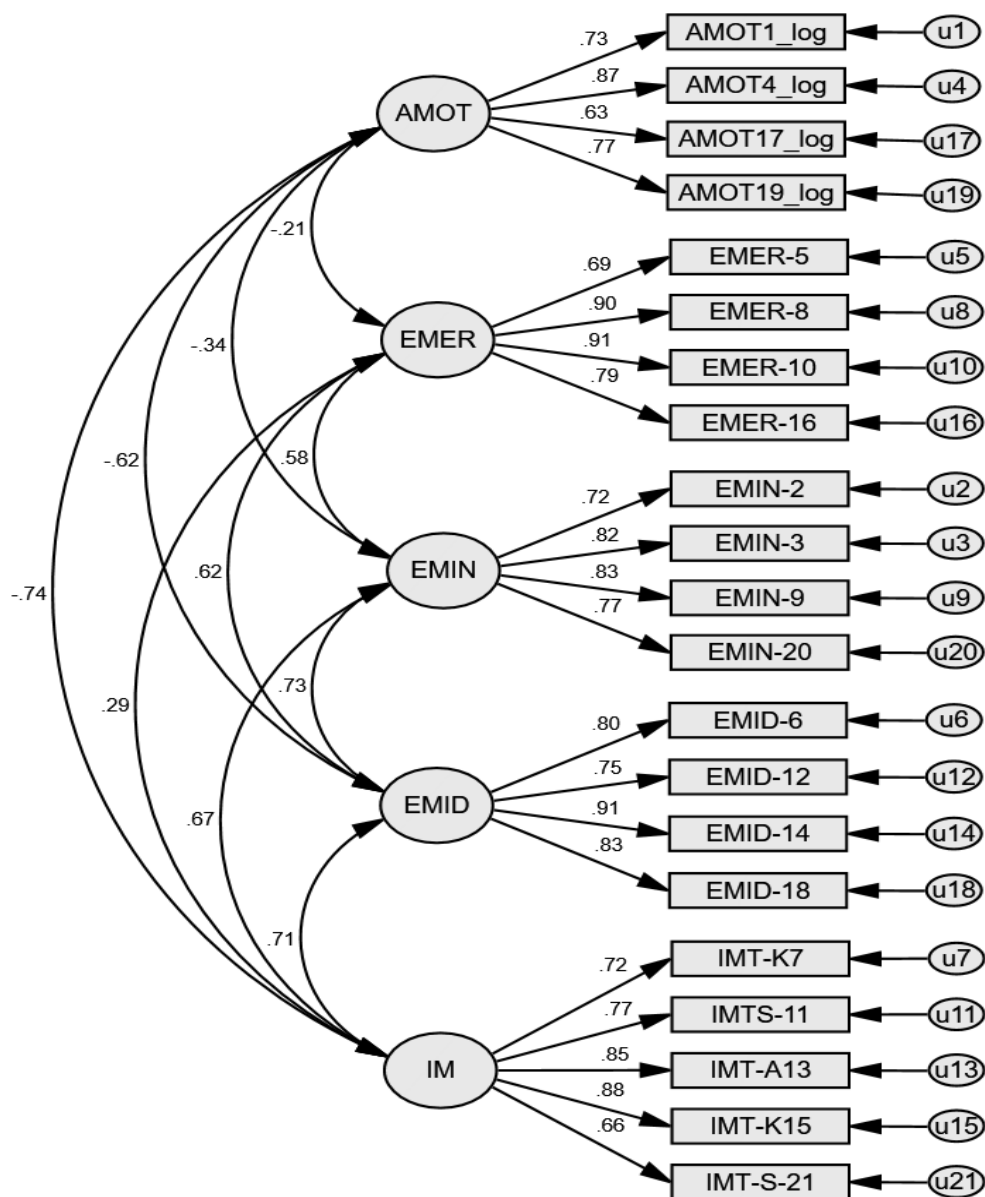 .73
AMOT1_log
u1
.87
AMOT4_log
u4
AMOT
.63
AMOT17_log
u17
.77
AMOT19_log
u19
-.21
.69
EMER-5
u5
.90
EMER-8
u8
EMER
.91
EMER-10
u10
-.34
.79
EMER-16
u16
-.62
.58
.72
EMIN-2
u2
.82
EMIN-3
u3
EMIN
.62
.83
EMIN-9
u9
-.74
.77
EMIN-20
u20
.29
.73
.80
EMID-6
u6
.75
EMID-12
u12
EMID
.67
.91
EMID-14
u14
.83
EMID-18
u18
.71
.72
IMT-K7
u7
.77
IMTS-11
u11
IM
.85
IMT-A13
u13
.88
IMT-K15
u15
.66
IMT-S-21
u21